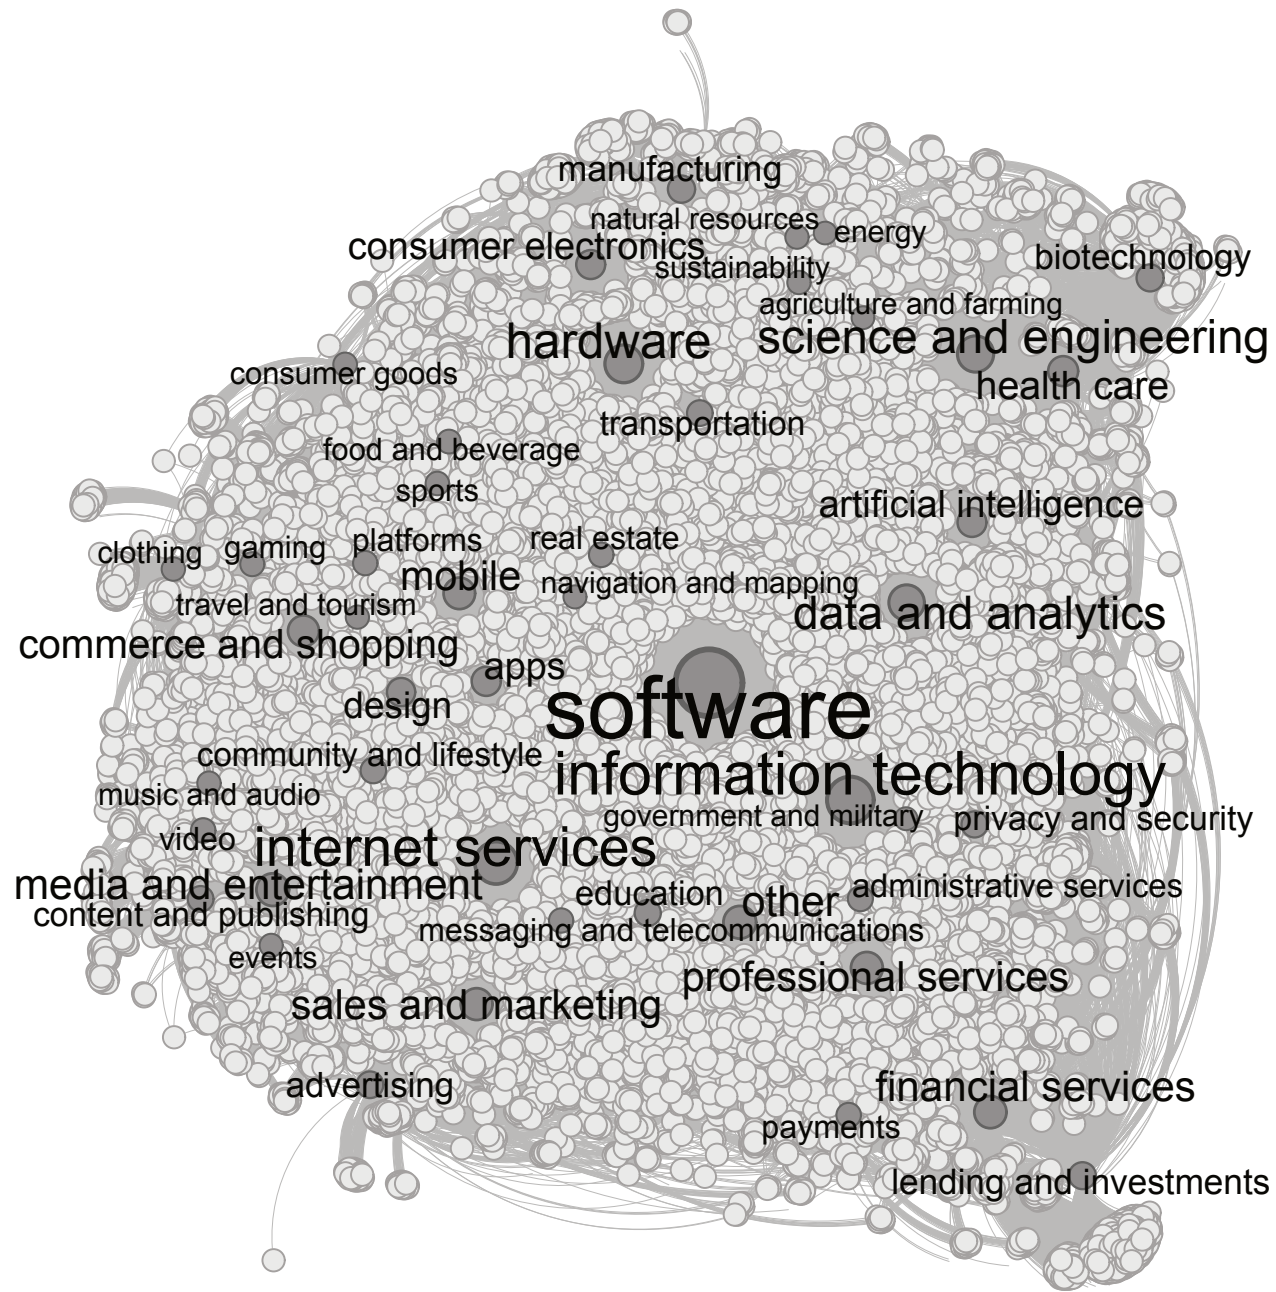 manufacturing
natural resources
energy
consumer electronics
sustainability
biotechnology
agriculture and farming
hardware
science and engineering
consumer goods
health care
transportation
food and beverage
sports
artificial intelligence
clothing
gaming
platforms
real estate
mobile
navigation and mapping
travel and tourism
data and analytics
commerce and shopping
apps
design
software
community and lifestyle
information technology
music and audio
government and military
privacy and security
video
internet services
media and entertainment
education
other
administrative services
content and publishing
messaging and telecommunications
events
professional services
sales and marketing
advertising
financial services
payments
lending and investments